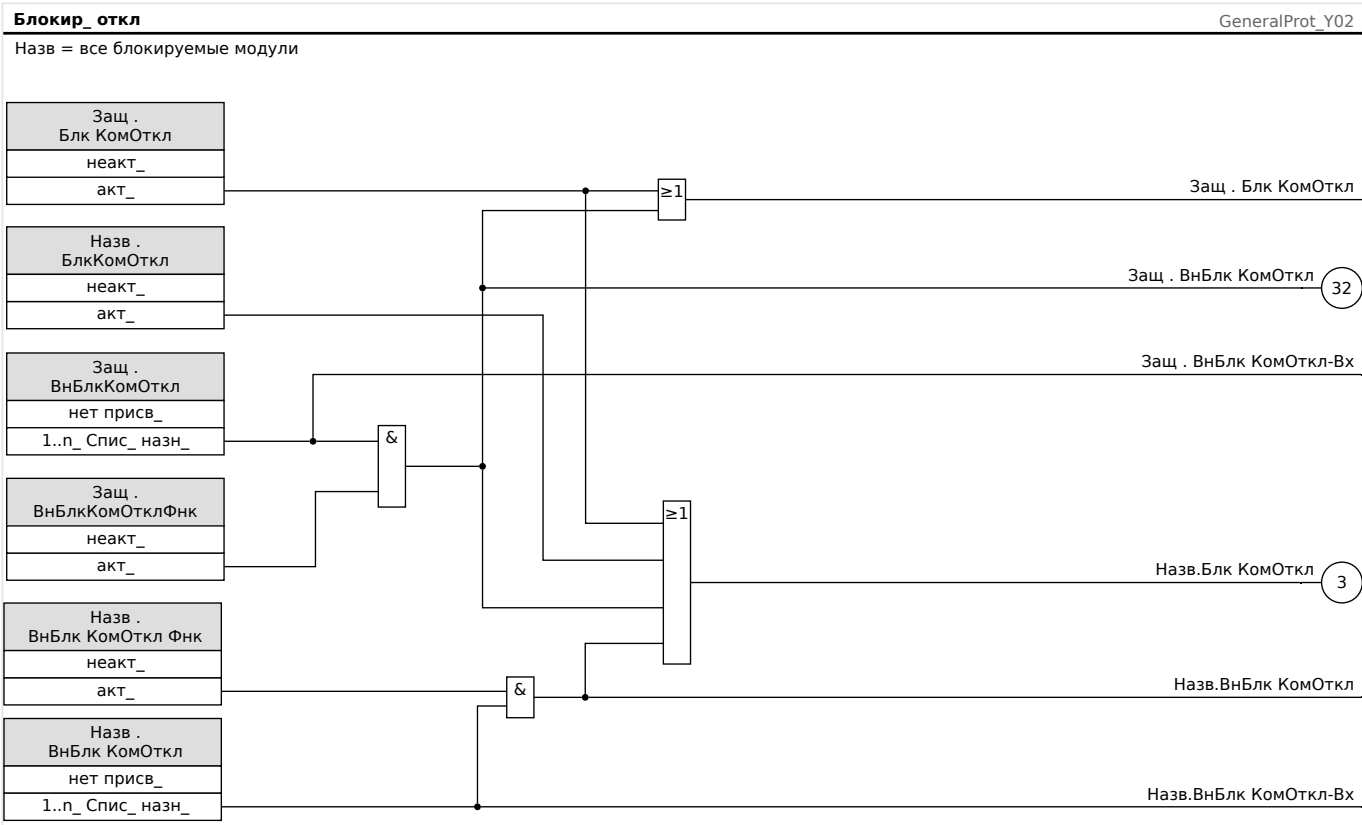 Блокир_ откл
GeneralProt_Y02
Назв = все блокируемые модули
Защ .
Блк КомОткл
неакт_
акт_
≥1
Защ . Блк КомОткл
Назв .
БлкКомОткл
неакт_
акт_
Защ . ВнБлк КомОткл
32
Защ .
ВнБлкКомОткл
нет присв_
1..n_ Спис_ назн_
&
Защ . ВнБлк КомОткл-Вх
Защ .
ВнБлкКомОтклФнк
неакт_
акт_
≥1
Назв.Блк КомОткл
3
Назв .
ВнБлк КомОткл Фнк
неакт_
акт_
&
Назв.ВнБлк КомОткл
Назв .
ВнБлк КомОткл
нет присв_
1..n_ Спис_ назн_
Назв.ВнБлк КомОткл-Вх